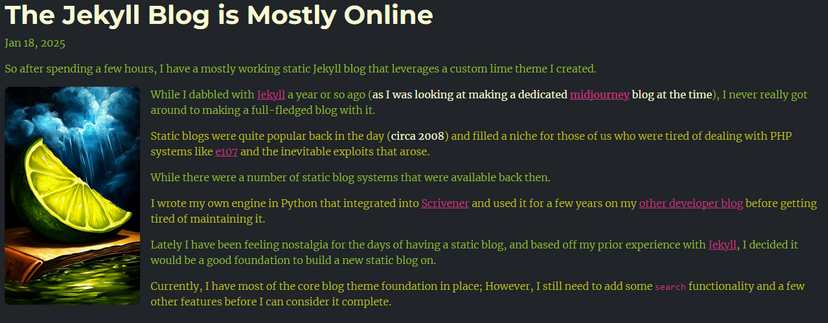 The Jekyll Blog is Mostly Online
Jan 18, 2025
So after spending a few hours, I have a mostly working static Jekyll blog that leverages a custom lime theme I created.
While I dabbled with Jekyll a year or so ago (as I was looking at making a dedicated midjourney blog at the time), I never really got
around to making a full-fledged blog with it.
Static blogs were quite popular back in the day (circa 2008) and filled a niche for those of us who were tired of dealing with PHP
systems like e107 and the inevitable exploits that arose.
While there were a number of static blog systems that were available back then.
I wrote my own engine in Python that integrated into Scrivener and used it for a few years on my other developer blog before getting
tired of maintaining it.
Lately I have been feeling nostalgia for the days of having a static blog, and based off my prior experience with Jekyll, I decided it
would be a good foundation to build a new static blog on.
Currently, I have most of the core blog theme foundation in place; However, I still need to add some search functionality and a few
other features before I can consider it complete.